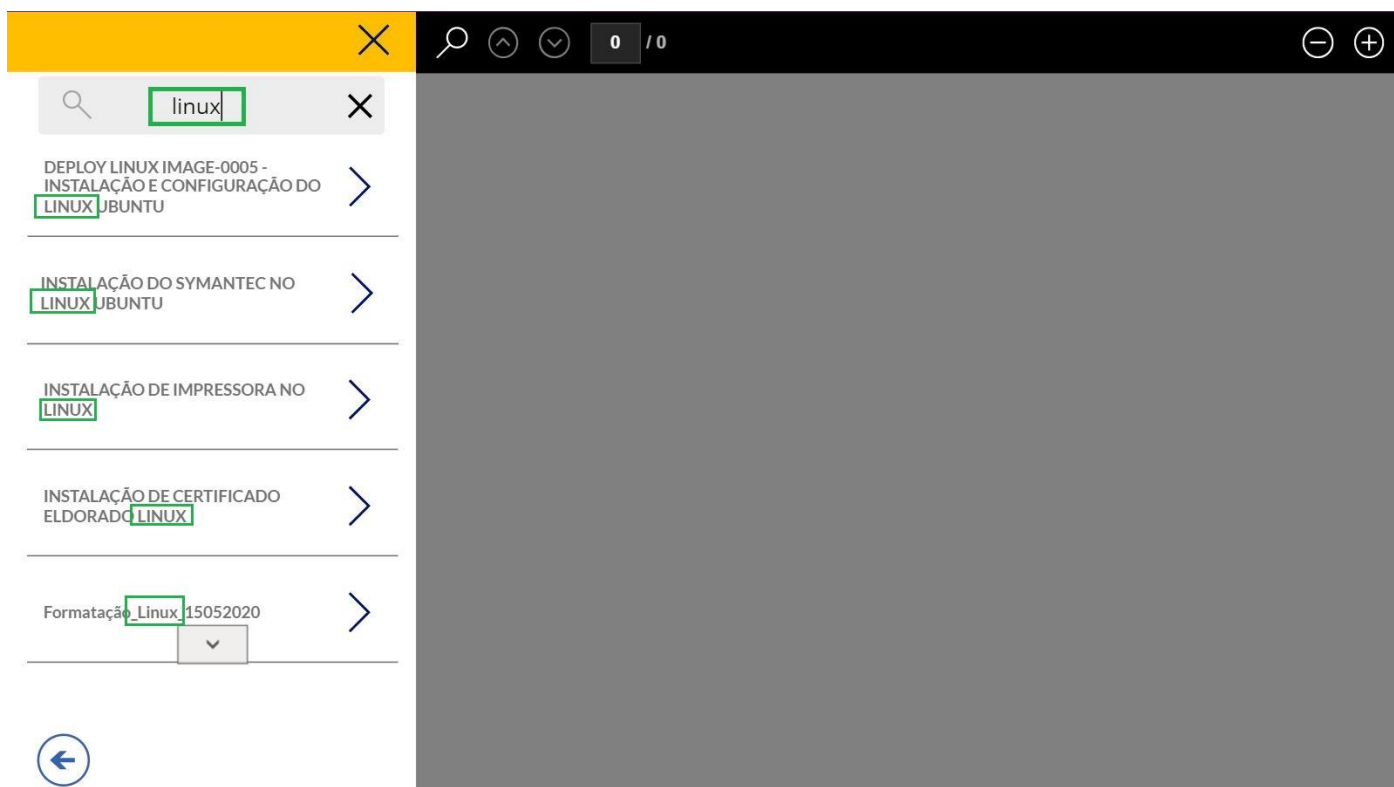 0 / 0
linux
DEPLOY LINUX IMAGE-0005 -
INSTALAÇÃO E CONFIGURAÇÃO DO
LINUX UBUNTU
INSTALAÇÃO DO SYMANTEC NO
LINUX UBUNTU
INSTALAÇÃO DE IMPRESSORA NO
LINUX
INSTALAÇÃO DE CERTIFICADO
ELDORADO LINUX
Formatação_Linux_15052020